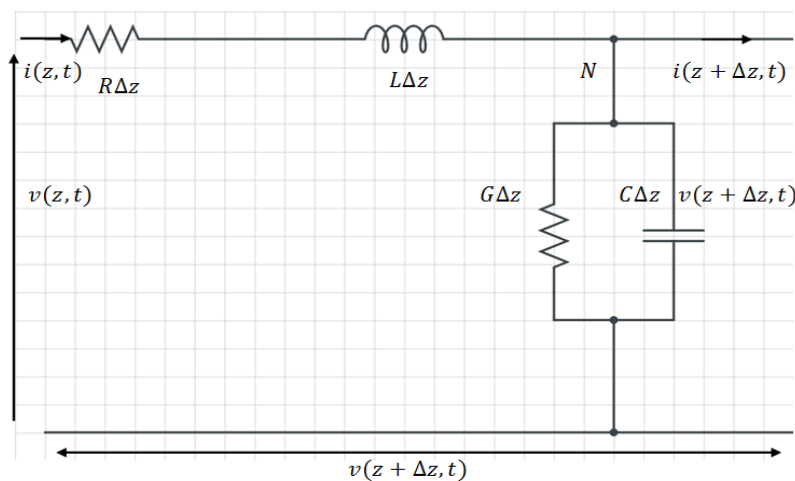 i(z,t)
RΔz
LΔz
N
i(z + Δz,t)
v(z,t)
GΔz
CΔz
v(z + Δz,t)
v(z + Δz,t)